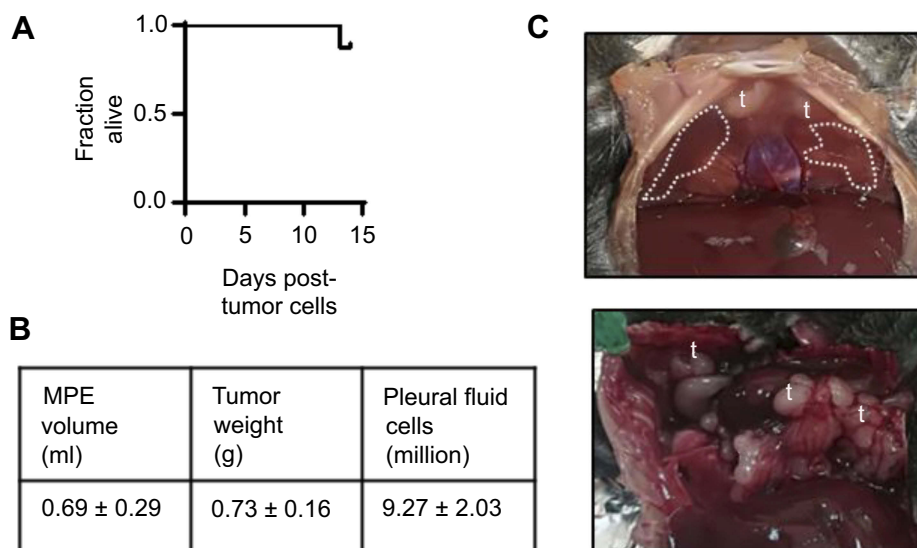 A
1.0
0.5
0.0
Fraction
alive
0
5
10
15
Days post-
tumor cells
B
MPE
volume
(ml)
Tumor
weight
(g)
Pleural fluid
cells
(million)
0.69 ± 0.29
0.73 ± 0.16
9.27 ± 2.03
C
t
t
t
t
t